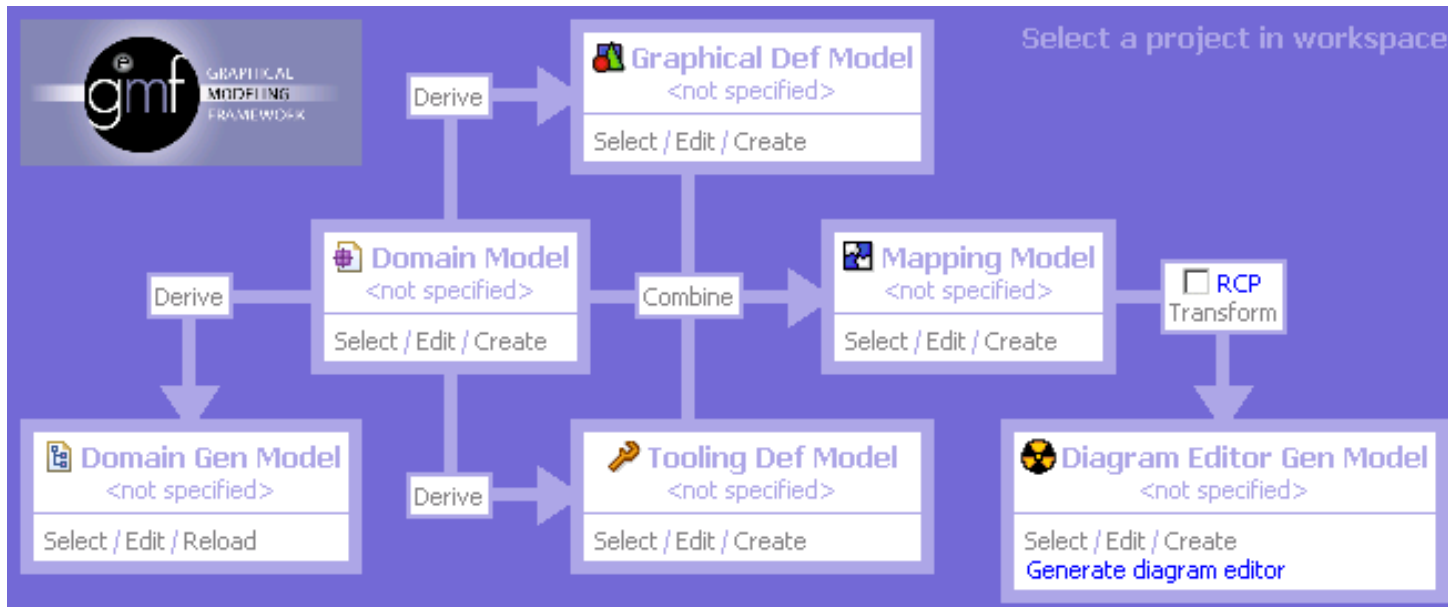 gmf
GRAPHICAL
MODELING
FRAMEWORK
Select a project in workspace
Derive
Graphical Def Model
<not specified>
Select / Edit / Create
Domain Model
<not specified>
Select / Edit / Create
Derive
Combine
Mapping Model
<not specified>
Select / Edit / Create
RCP
Transform
Domain Gen Model
<not specified>
Select / Edit / Reload
Derive
Tooling Def Model
<not specified>
Select / Edit / Create
Diagram Editor Gen Model
<not specified>
Select / Edit / Create
Generate diagram editor